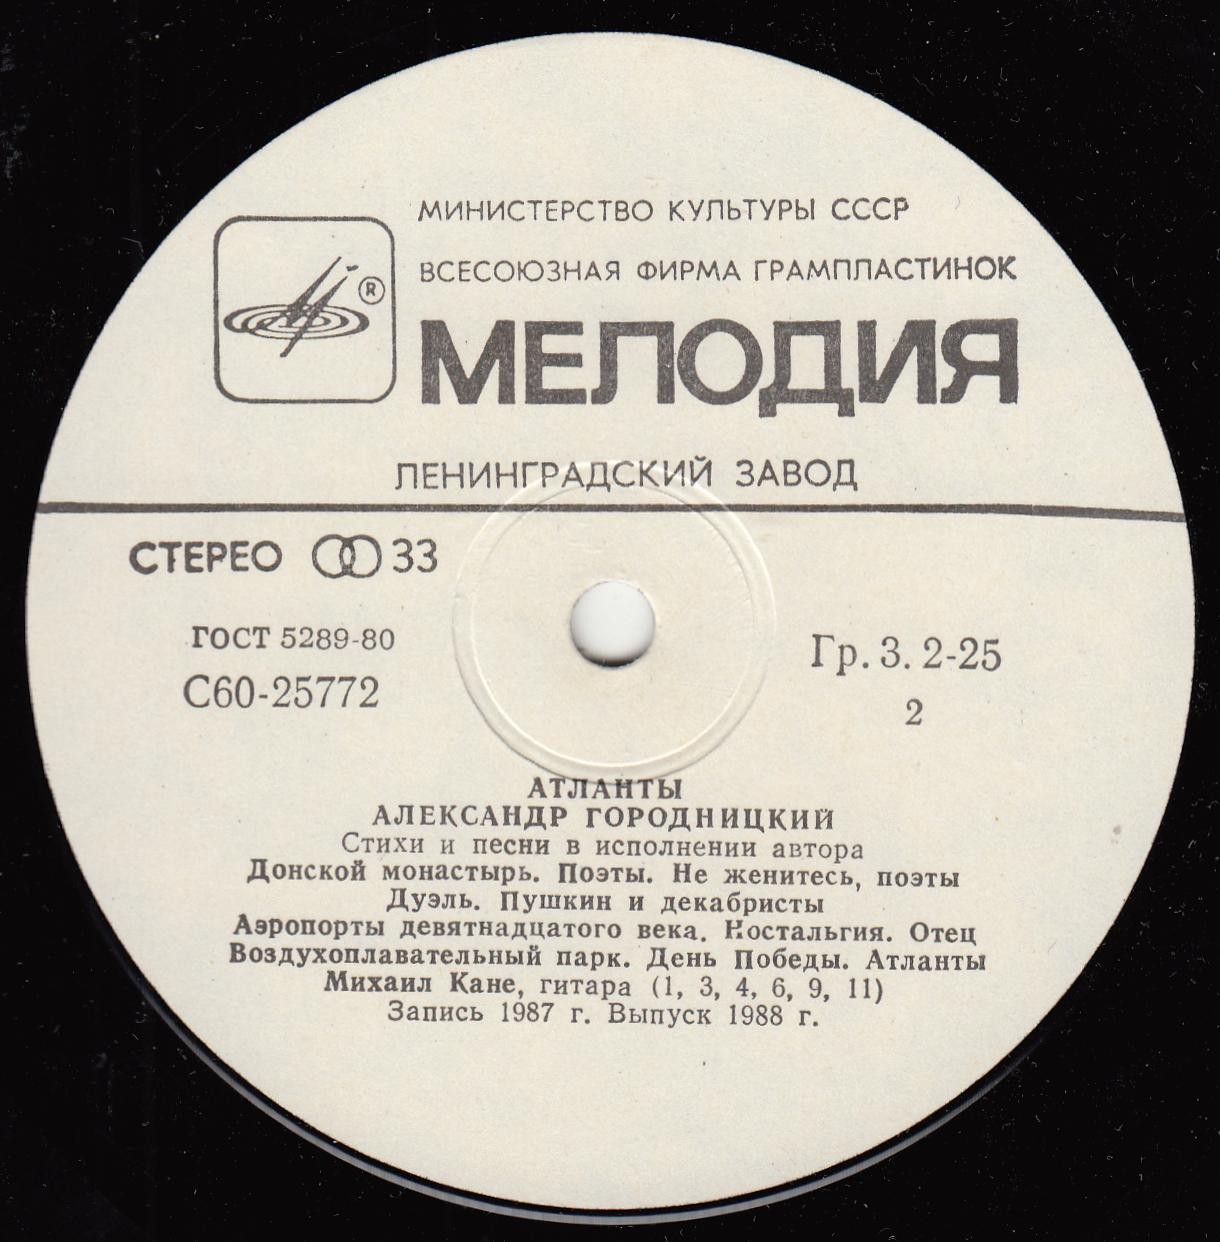 МИНИСТЕРСТВО КУЛЬТУРЫ СССР
ВСЕСОЮЗНАЯ ФИРМА ГРАМПЛАСТИНОК
®
МЕЛОДИЯ
ЛЕНИНГРАДСКИЙ ЗАВОД
СТЕРЕО 33
ГОСТ 5289-80
С60-25772
Гр. 3. 2-25
2
АТЛАНТЫ
АЛЕКСАНДР ГОРОДНИЦКИЙ
Стихи и песни в исполнении автора
Донской монастырь. Поэты. Не женитесь, поэты
Дуэль. Пушкин и декабристы
Аэропорты девятнадцатого века. Ностальгия. Отец
Воздухоплавательный парк. День Победы. Атланты
Михаил Кане, гитара (1, 3, 4, 6, 9, 11)
Запись 1987 г. Выпуск 1988 г.